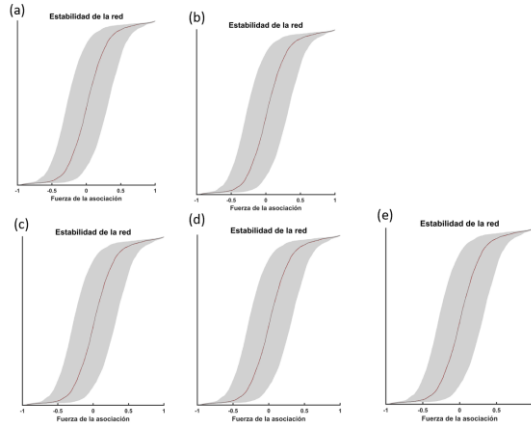 (a)
Estabilidad de la red
-1 -0.5 0 0.5 1
Fuerza de la asociación
(b)
Estabilidad de la red
-1 -0.5 0 0.5 1
Fuerza de la asociación
(c)
Estabilidad de la red
-1 -0.5 0 0.5 1
Fuerza de la asociación
(d)
Estabilidad de la red
-1 -0.5 0 0.5 1
Fuerza de la asociación
(e)
Estabilidad de la red
-1 -0.5 0 0.5 1
Fuerza de la asociación